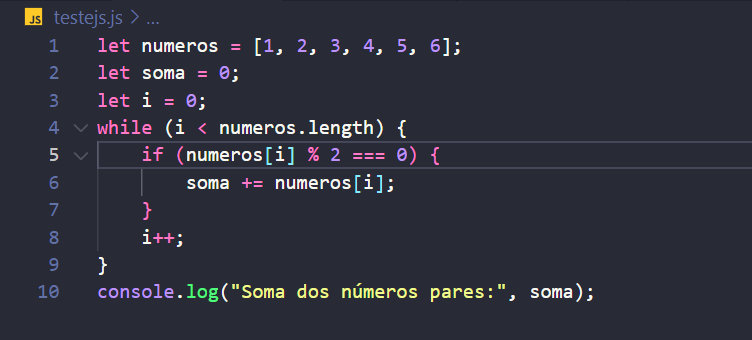 JS testejs.js > ...
1 let numeros = [1, 2, 3, 4, 5, 6];
2 let soma = 0;
3 let i = 0;
4 while (i < numeros.length) {
5     if (numeros[i] % 2 === 0) {
6         soma += numeros[i];
7     }
8     i++;
9 }
10 console.log("Soma dos números pares:", soma);